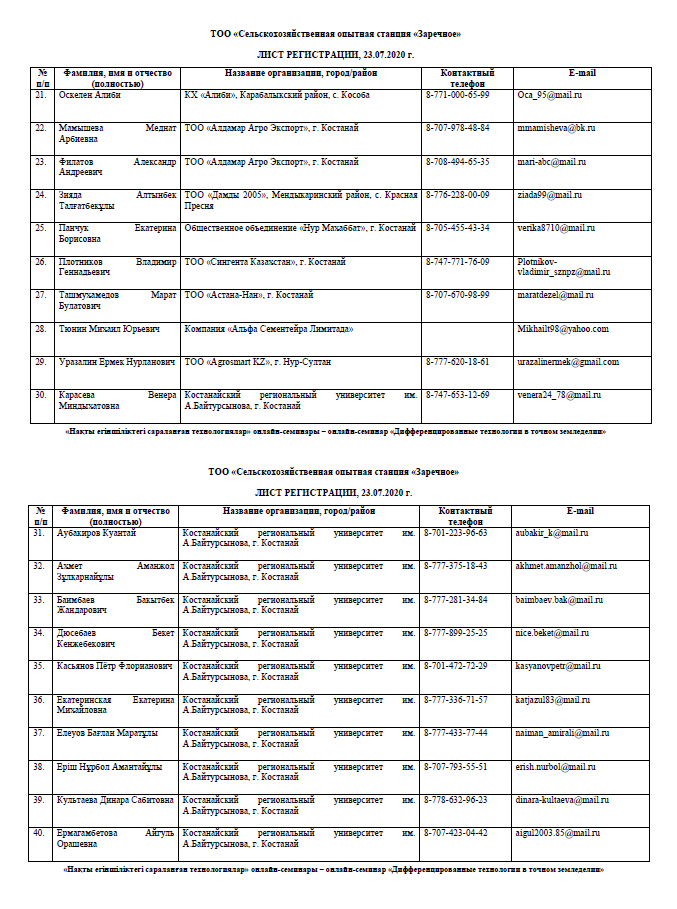 ТОО «Сельскохозяйственная опытная станция «Заречное»
ЛИСТ РЕГИСТРАЦИИ, 23.07.2020 г.
№ п/п Фамилия, имя и отчество (полностью) Название организации, город/район Контактный телефон E-mail
21. Оскелен Алиби КХ «Алиби», Карабалыкский район, с. Кособа 8-771-000-65-99 Oca_95@mail.ru
22. Мамышева Меднат Арбиевна ТОО «Алдамар Агро Экспорт», г. Костанай 8-707-978-48-84 mmamisheva@bk.ru
23. Филатов Александр Андреевич ТОО «Алдамар Агро Экспорт», г. Костанай 8-708-494-65-35 mari-abc@mail.ru
24. Зияда Алтынбек Талғатбекұлы ТОО «Дамды 2005», Мендыкаринский район, с. Красная Пресня 8-776-228-00-09 ziada99@mail.ru
25. Панчук Екатерина Борисовна Общественное объединение «Нур Махаббат», г. Костанай 8-705-455-43-34 verika8710@mail.ru
26. Плотников Владимир Геннадьевич ТОО «Сингента Казахстан», г. Костанай 8-747-771-76-09 Plotnikov-vladimir_sznpz@mail.ru
27. Ташмухамедов Марат Булатович ТОО «Астана-Нан», г. Костанай 8-707-670-98-99 maratdezel@mail.ru
28. Тюнин Михаил Юрьевич Компания «Альфа Сементейра Лимитада» Mikhailt98@yahoo.com
29. Уразалин Ермек Нурланович ТОО «Agrosmart KZ», г. Нур-Султан 8-777-620-18-61 urazalinermek@gmail.com
30. Карасева Венера Миндыхатовна Костанайский региональный университет им. А.Байтурсынова, г. Костанай 8-747-653-12-69 venera24_78@mail.ru
«Нақты егіншіліктегі сараланған технологиялар» онлайн-семинары – онлайн-семинар «Дифференцированные технологии в точном земледелии»
ТОО «Сельскохозяйственная опытная станция «Заречное»
ЛИСТ РЕГИСТРАЦИИ, 23.07.2020 г.
№ п/п Фамилия, имя и отчество (полностью) Название организации, город/район Контактный телефон E-mail
31. Аубакиров Куантай Костанайский региональный университет им. А.Байтурсынова, г. Костанай 8-701-223-96-63 aubakir_k@mail.ru
32. Ахмет Аманжол Зұлқарнайұлы Костанайский региональный университет им. А.Байтурсынова, г. Костанай 8-777-375-18-43 akhmet.amanzhol@mail.ru
33. Баимбаев Бакытбек Жандарович Костанайский региональный университет им. А.Байтурсынова, г. Костанай 8-777-281-34-84 baimbaev.bak@mail.ru
34. Дюсебаев Бекет Кенжебекович Костанайский региональный университет им. А.Байтурсынова, г. Костанай 8-777-899-25-25 nice.beket@mail.ru
35. Касьянов Пётр Флорианович Костанайский региональный университет им. А.Байтурсынова, г. Костанай 8-701-472-72-29 kasyanovpetr@mail.ru
36. Екатеринская Екатерина Михайловна Костанайский региональный университет им. А.Байтурсынова, г. Костанай 8-777-336-71-57 katjazul83@mail.ru
37. Елеуов Бағлан Маратұлы Костанайский региональный университет им. А.Байтурсынова, г. Костанай 8-777-433-77-44 naiman_amirali@mail.ru
38. Еріш Нұрбол Амантайұлы Костанайский региональный университет им. А.Байтурсынова, г. Костанай 8-707-793-55-51 erish.nurbol@mail.ru
39. Культаева Динара Сабитовна Костанайский региональный университет им. А.Байтурсынова, г. Костанай 8-778-632-96-23 dinara-kultaeva@mail.ru
40. Ермагамбетова Айгуль Орашевна Костанайский региональный университет им. А.Байтурсынова, г. Костанай 8-707-423-04-42 aigul2003.85@mail.ru
«Нақты егіншіліктегі сараланған технологиялар» онлайн-семинары – онлайн-семинар «Дифференцированные технологии в точном земледелии»